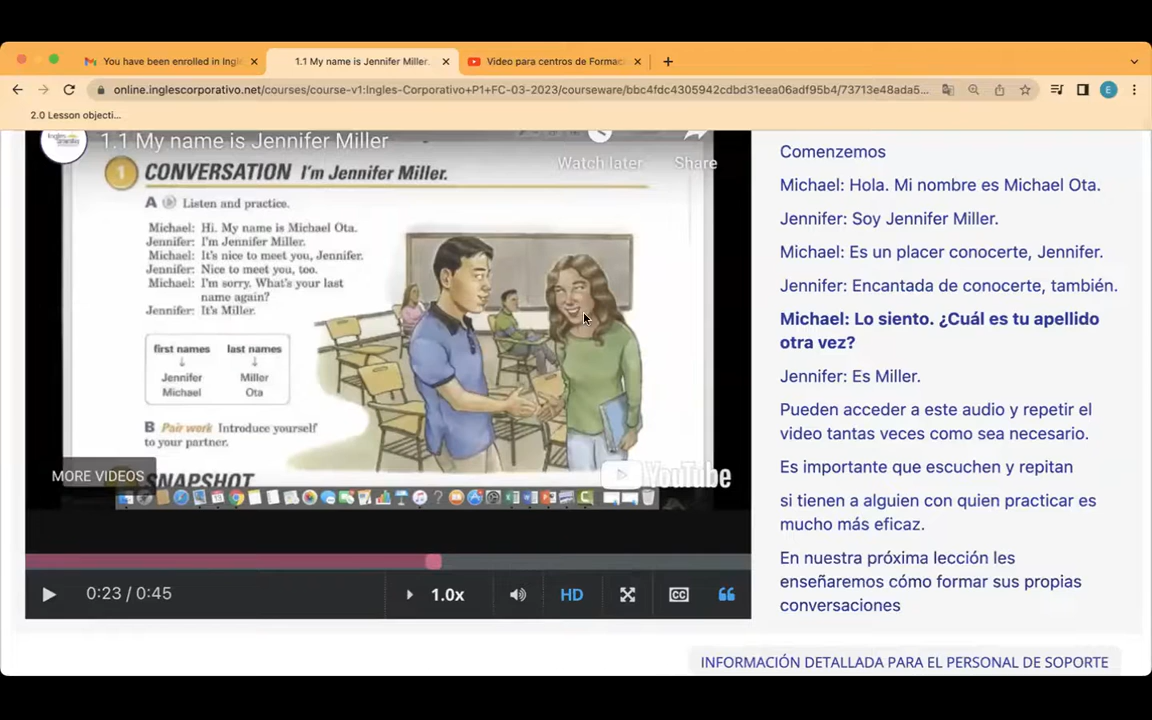 You have been enrolled in Ingl
1.1 My name is Jennifer Miller.
Video para centros de Formac
online.inglescorporativo.net/courses/course-v1:Ingles-Corporativo+P1+FC-03-2023/courseware/bbc4fdc4305942cdbd31eea06adf95b4/73713e48ada5...
E
2.0 Lesson objecti...
1.1 My name is Jennifer Miller
Watch later
Share
1 CONVERSATION I'm Jennifer Miller.
A Listen and practice.
Michael: Hi. My name is Michael Ota.
Jennifer: I'm Jennifer Miller.
Michael: It's nice to meet you, Jennifer.
Jennifer: Nice to meet you, too.
Michael: I'm sorry. What's your last
name again?
Jennifer: It's Miller.
first names last names
Jennifer Miller
Michael Ota
B Pair work Introduce yourself
to your partner.
SNAPSHOT
MORE VIDEOS
YouTube
0:23 / 0:45
1.0x
HD
CC
Comenzemos
Michael: Hola. Mi nombre es Michael Ota.
Jennifer: Soy Jennifer Miller.
Michael: Es un placer conocerte, Jennifer.
Jennifer: Encantada de conocerte, también.
Michael: Lo siento. ¿Cuál es tu apellido
otra vez?
Jennifer: Es Miller.
Pueden acceder a este audio y repetir el
video tantas veces como sea necesario.
Es importante que escuchen y repitan
si tienen a alguien con quien practicar es
mucho más eficaz.
En nuestra próxima lección les
enseñaremos cómo formar sus propias
conversaciones
INFORMACIÓN DETALLADA PARA EL PERSONAL DE SOPORTE